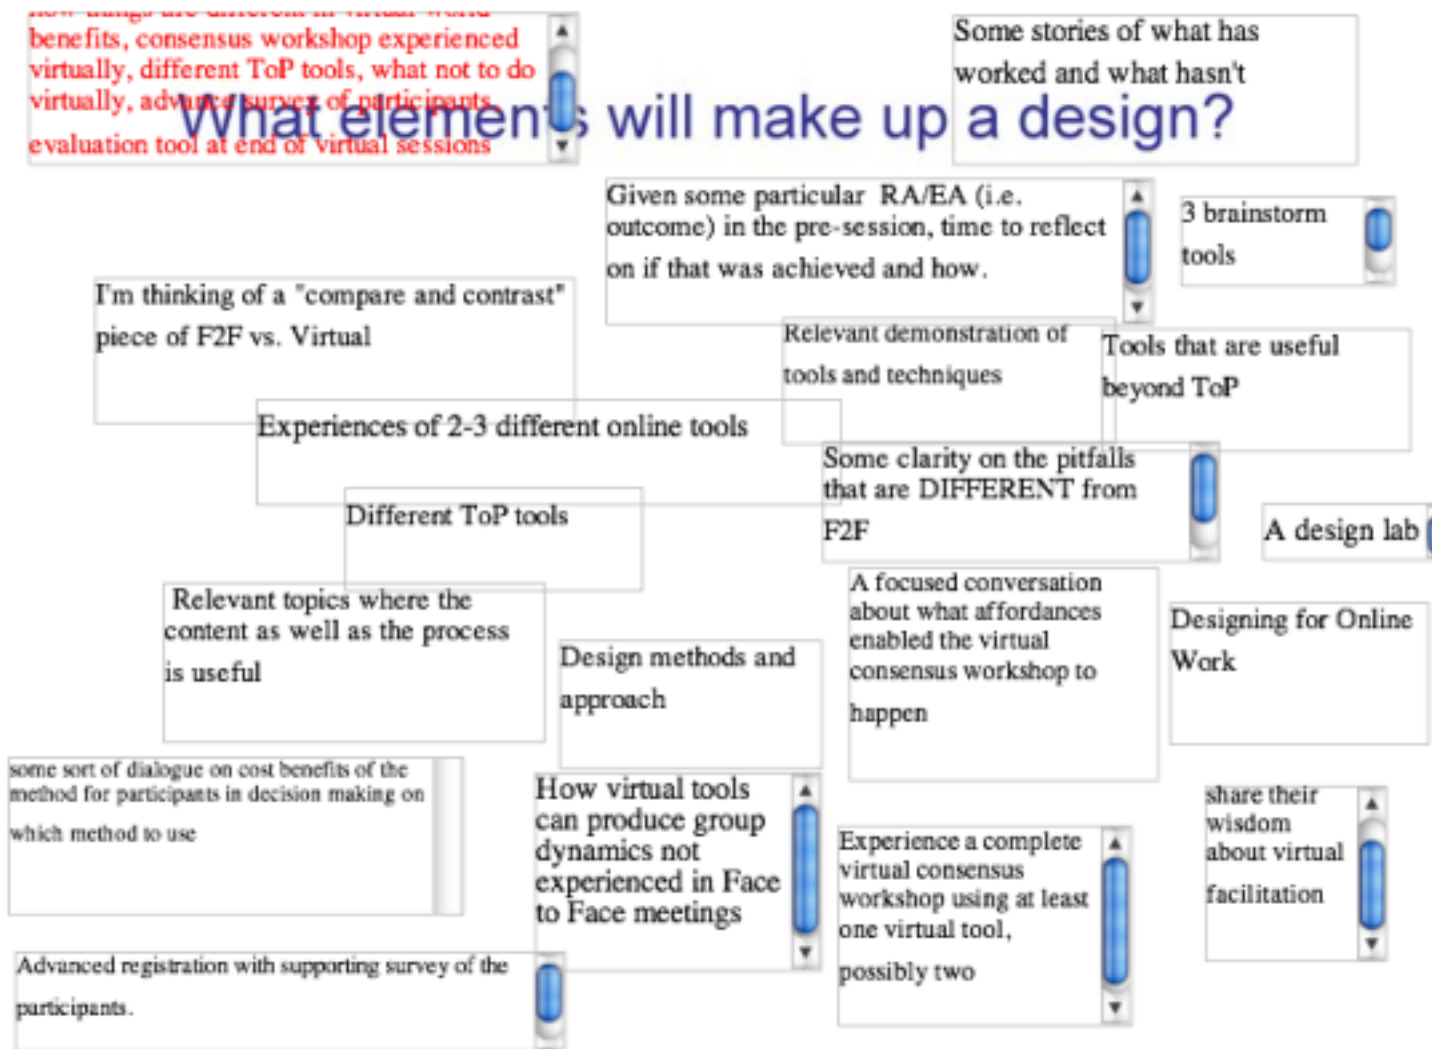 how things are different in virtual world
benefits, consensus workshop experienced
virtually, different ToP tools, what not to do
virtually, advance survey of participants,
evaluation tool at end of virtual sessions
Some stories of what has
worked and what hasn't
What elements will make up a design?
Given some particular RA/EA (i.e.
outcome) in the pre-session, time to reflect
on if that was achieved and how.
3 brainstorm
tools
I'm thinking of a "compare and contrast"
piece of F2F vs. Virtual
Relevant demonstration of
tools and techniques
Tools that are useful
beyond ToP
Experiences of 2-3 different online tools
Some clarity on the pitfalls
that are DIFFERENT from
F2F
Different ToP tools
A design lab
Relevant topics where the
content as well as the process
is useful
A focused conversation
about what affordances
enabled the virtual
consensus workshop to
happen
Designing for Online
Work
Design methods and
approach
some sort of dialogue on cost benefits of the
method for participants in decision making on
which method to use
How virtual tools
can produce group
dynamics not
experienced in Face
to Face meetings
Experience a complete
virtual consensus
workshop using at least
one virtual tool,
possibly two
share their
wisdom
about virtual
facilitation
Advanced registration with supporting survey of the
participants.